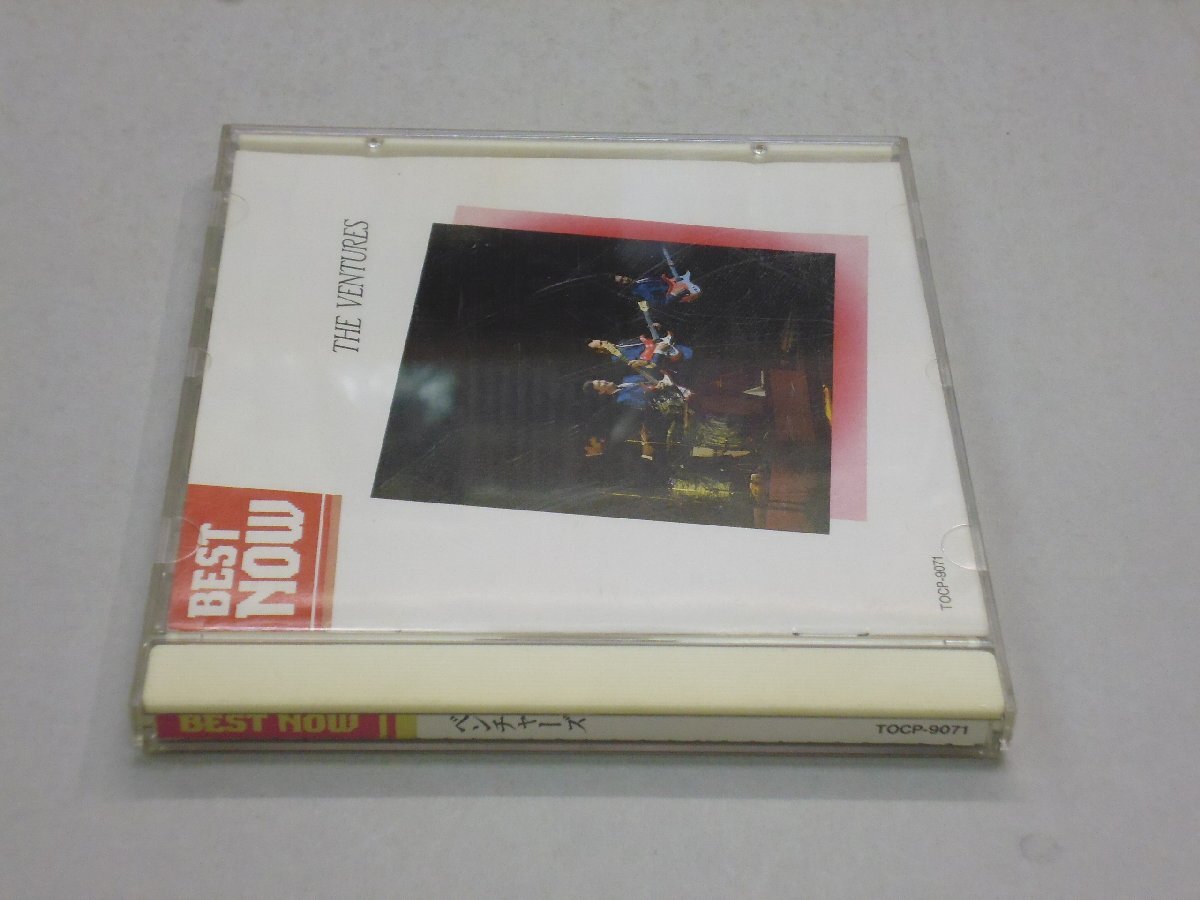 BEST
NOW
THE VENTURES
TOCP-9071
BEST NOW
ベンチャーズ
TOCP-9071